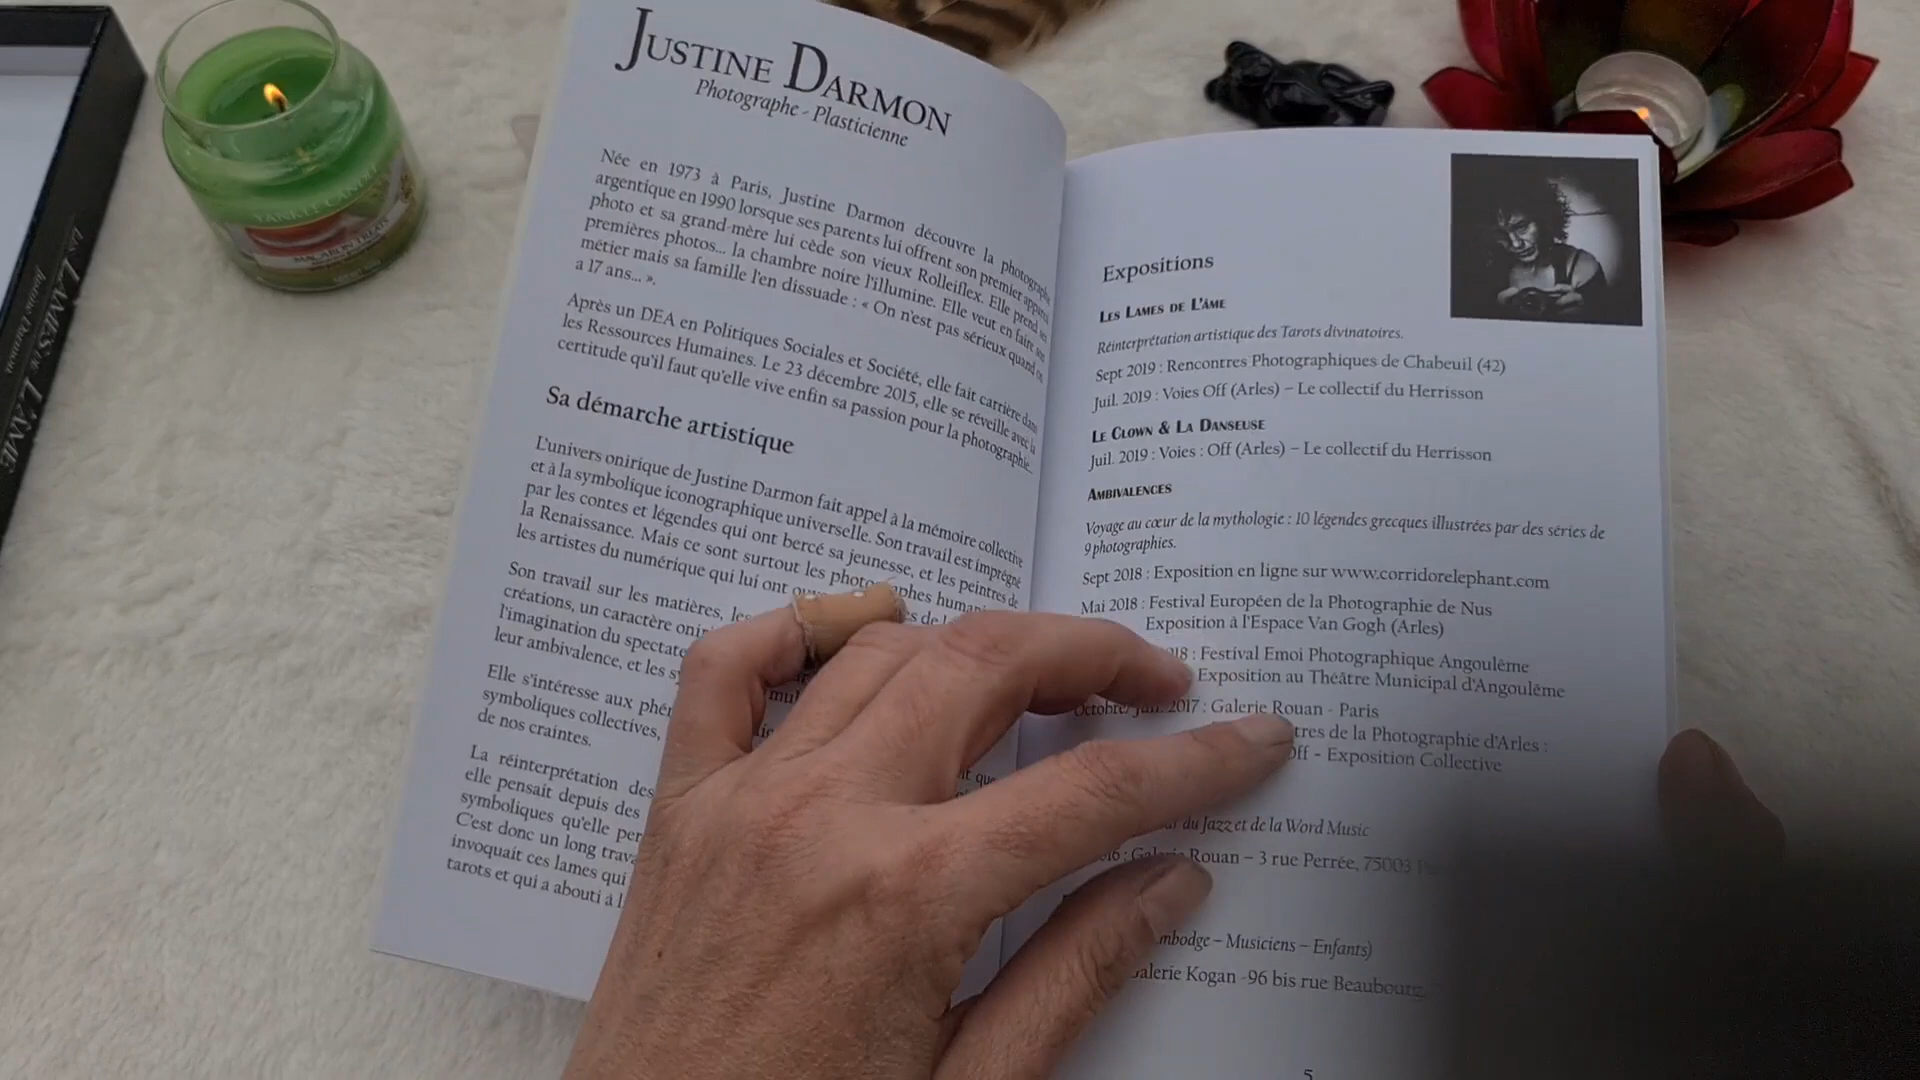 JUSTINE DARMON
Photographe - Plasticienne
Née en 1973 à Paris, Justine Darmon découvre la photographie
argentique en 1990 lorsque ses parents lui offrent son premier appareil
photo et sa grand-mère lui cède son vieux Rolleiflex. Elle prend ses
premières photos... la chambre noire l'illumine. Elle veut en faire son
métier mais sa famille l'en dissuade : « On n'est pas sérieux quand on
a 17 ans... ».
Après un DEA en Politiques Sociales et Société, elle fait carrière dans
les Ressources Humaines. Le 23 décembre 2015, elle se réveille avec la
certitude qu'il faut qu'elle vive enfin sa passion pour la photographie...
Sa démarche artistique
L'univers onirique de Justine Darmon fait appel à la mémoire collective
et à la symbolique iconographique universelle. Son travail est imprégné
par les contes et légendes qui ont bercé sa jeunesse, et les peintres de
la Renaissance. Mais ce sont surtout les photographes
les artistes du numérique qui lui ont
Son travail sur les matières, les
créations, un caractère
l'imagination du
leur ambivalence, et les
Elle s'intéresse aux
symboliques collectives,
de nos craintes.
La réinterprétation des
elle pensait depuis des
symboliques qu'elle
C'est donc un long
invoquait ces lames qui
tarots et qui a abouti à
Expositions
LES LAMES DE L'ÂME
Réinterprétation artistique des Tarots divinatoires.
Sept 2019 : Rencontres Photographiques de Chabeuil (42)
Juil. 2019 : Voies Off (Arles) – Le collectif du Herrisson
LE CLOWN & LA DANSEUSE
Juil. 2019 : Voies : Off (Arles) – Le collectif du Herrisson
AMBIVALENCES
Voyage au cœur de la mythologie : 10 légendes grecques illustrées par des séries de
9 photographies.
Sept 2018 : Exposition en ligne sur www.corridorelephant.com
Mai 2018 : Festival Européen de la Photographie de Nus
Exposition à l'Espace Van Gogh (Arles)
: Festival Emoi Photographique Angoulême
Exposition au Théâtre Municipal d'Angoulême
2017 : Galerie Rouan - Paris
de la Photographie d'Arles :
Off – Exposition Collective
du Jazz et de la Word Music
Rouan – 3 rue Perrée, 75003
– Musiciens – Enfants)
Galerie Kogan -96 bis rue Beaubourg,
5
YANKEE CANDLE
MACARON TREATS
LES LAMES DE L'ÂME
Justine Darmon